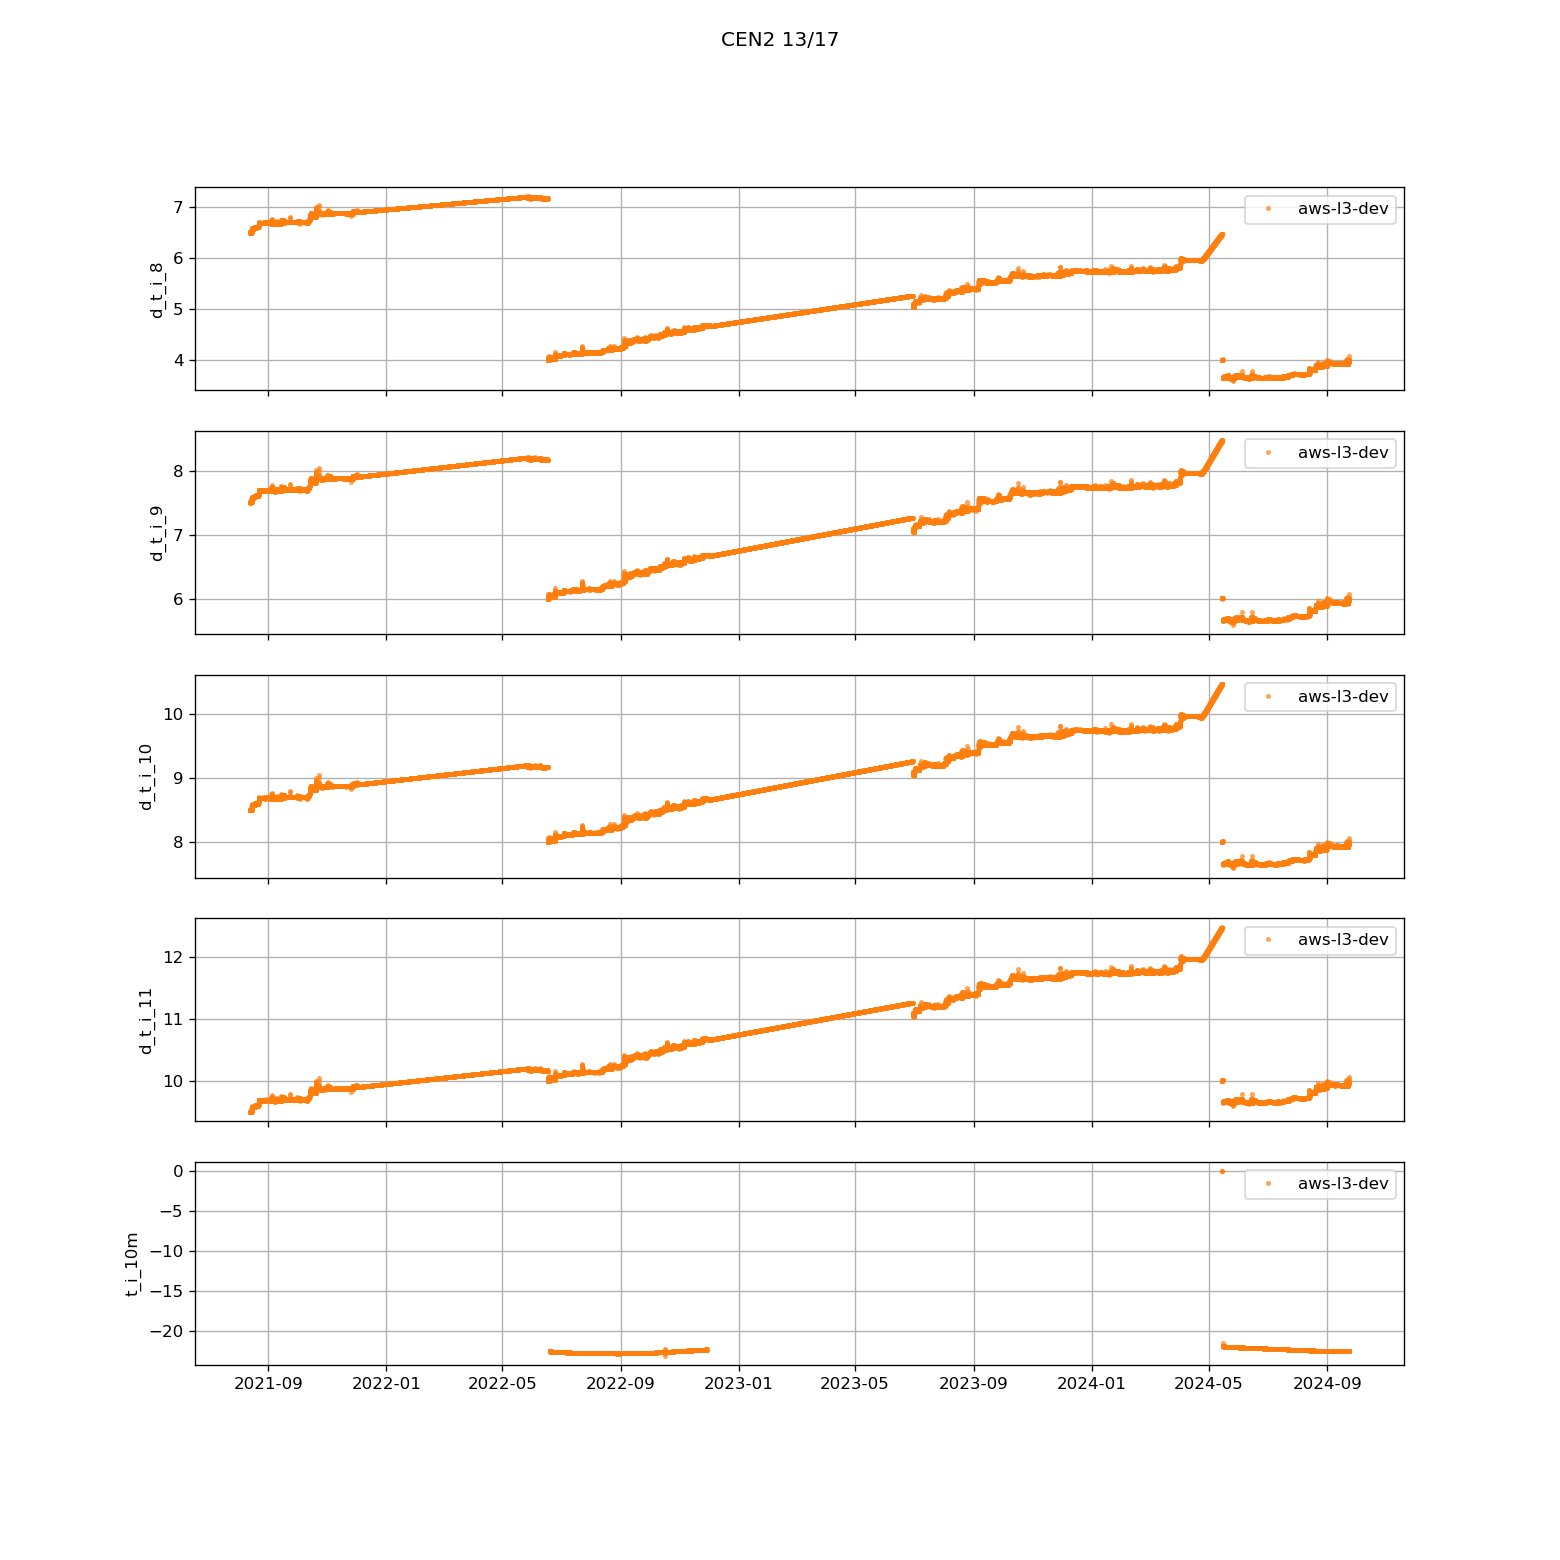 CEN2 13/17
7
6
5
4
d_t_i_8
aws-l3-dev
8
7
6
d_t_i_9
aws-l3-dev
10
9
8
d_t_i_10
aws-l3-dev
12
11
10
d_t_i_11
aws-l3-dev
0
−5
−10
−15
−20
t_i_10m
aws-l3-dev
2021-09 2022-01 2022-05 2022-09 2023-01 2023-05 2023-09 2024-01 2024-05 2024-09